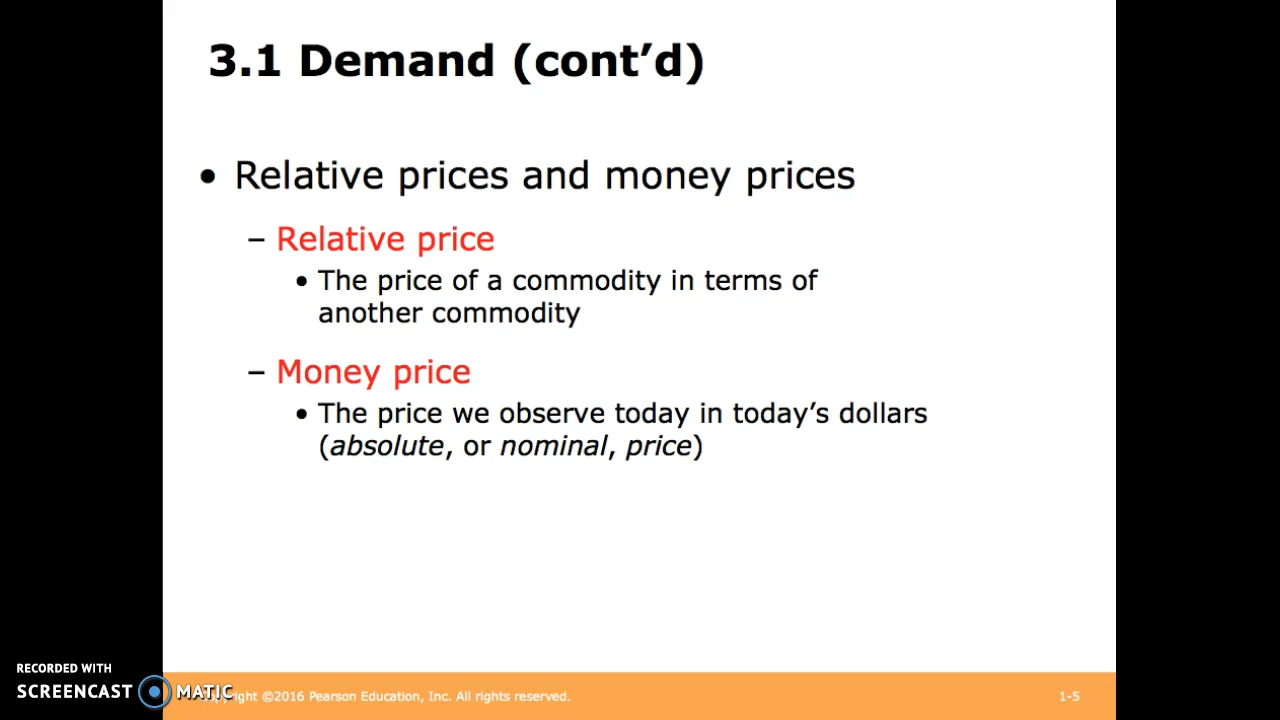 3.1 Demand (cont’d)
• Relative prices and money prices
– Relative price
• The price of a commodity in terms of
another commodity
– Money price
• The price we observe today in today’s dollars
(absolute, or nominal, price)
RECORDED WITH
SCREENCAST MATIC
©2016 Pearson Education, Inc. All rights reserved.
1-5